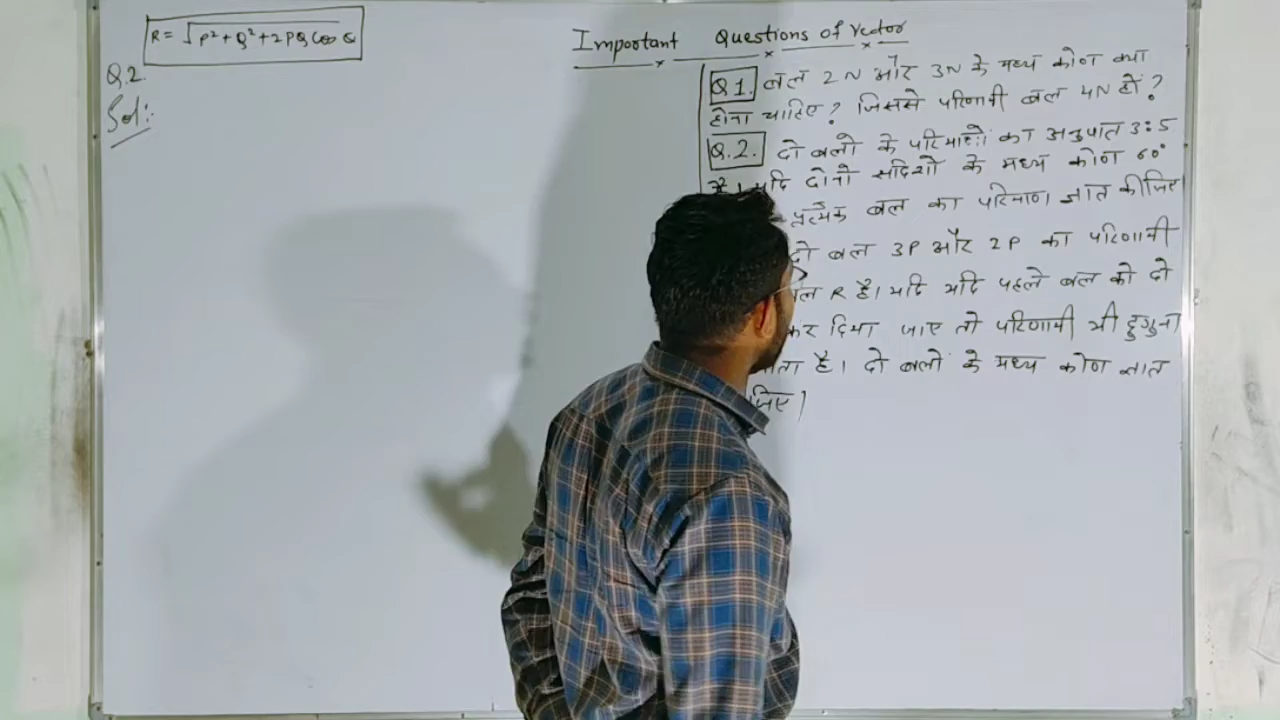 R = √P²+Q²+2PQ Cos θ
Q.2.
Sol:
Important Questions of Vector
Q.1. बल 2N और 3N के मध्य कोण क्या
होना चाहिए? जिससे परिणामी बल 4N हो?
Q.2. दो बलो के परिमाणों का अनुपात 3:5
है। यदि दोनो सदिशों के मध्य कोण 60°
प्रत्येक बल का परिमाण ज्ञात कीजिए
दो बल 3P और 2P का परिणामी
R है। यदि यदि पहले बल को दो
कर दिया जाए तो परिणामी भी दुगुना
है। दो बलों के मध्य कोण ज्ञात